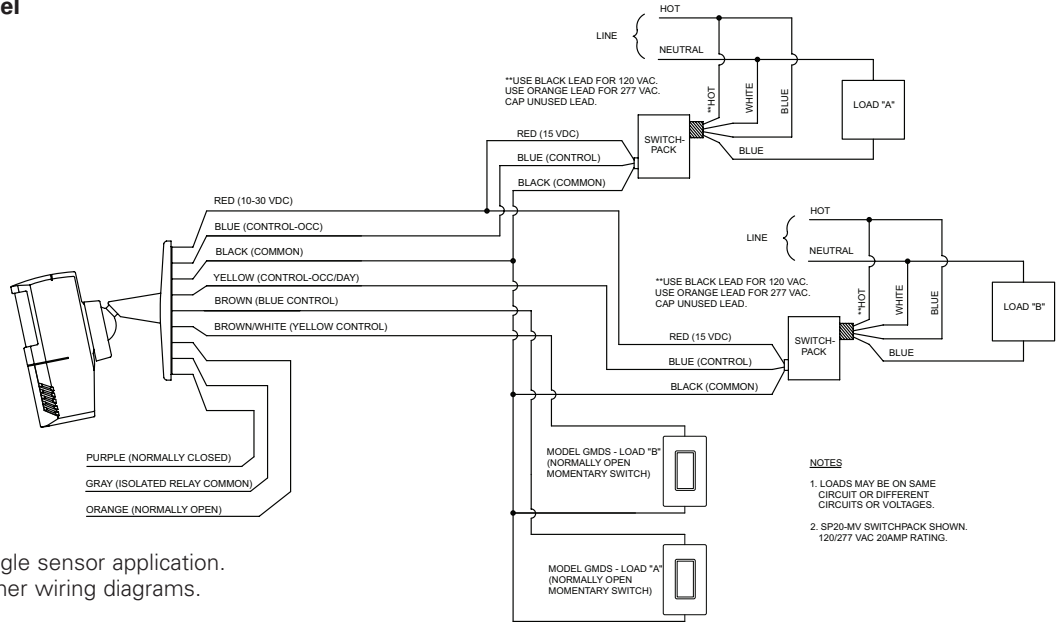 HOT
LINE
NEUTRAL
**USE BLACK LEAD FOR 120 VAC.
USE ORANGE LEAD FOR 277 VAC.
CAP UNUSED LEAD.
**HOT
WHITE
BLUE
LOAD "A"
RED (15 VDC)
SWITCH-
PACK
BLUE (CONTROL)
BLUE
BLACK (COMMON)
RED (10-30 VDC)
BLUE (CONTROL-OCC)
BLACK (COMMON)
YELLOW (CONTROL-OCC/DAY)
BROWN (BLUE CONTROL)
BROWN/WHITE (YELLOW CONTROL)
HOT
LINE
NEUTRAL
**USE BLACK LEAD FOR 120 VAC.
USE ORANGE LEAD FOR 277 VAC.
CAP UNUSED LEAD.
**HOT
WHITE
BLUE
LOAD "B"
RED (15 VDC)
SWITCH-
PACK
BLUE (CONTROL)
BLUE
BLACK (COMMON)
PURPLE (NORMALLY CLOSED)
GRAY (ISOLATED RELAY COMMON)
ORANGE (NORMALLY OPEN)
MODEL GMDS - LOAD "B"
(NORMALLY OPEN
MOMENTARY SWITCH)
NOTES
1. LOADS MAY BE ON SAME
CIRCUIT OR DIFFERENT
CIRCUITS OR VOLTAGES.
2. SP20-MV SWITCHPACK SHOWN.
120/277 VAC 20AMP RATING.
MODEL GMDS - LOAD "A"
(NORMALLY OPEN
MOMENTARY SWITCH)
gle sensor application.
ner wiring diagrams.